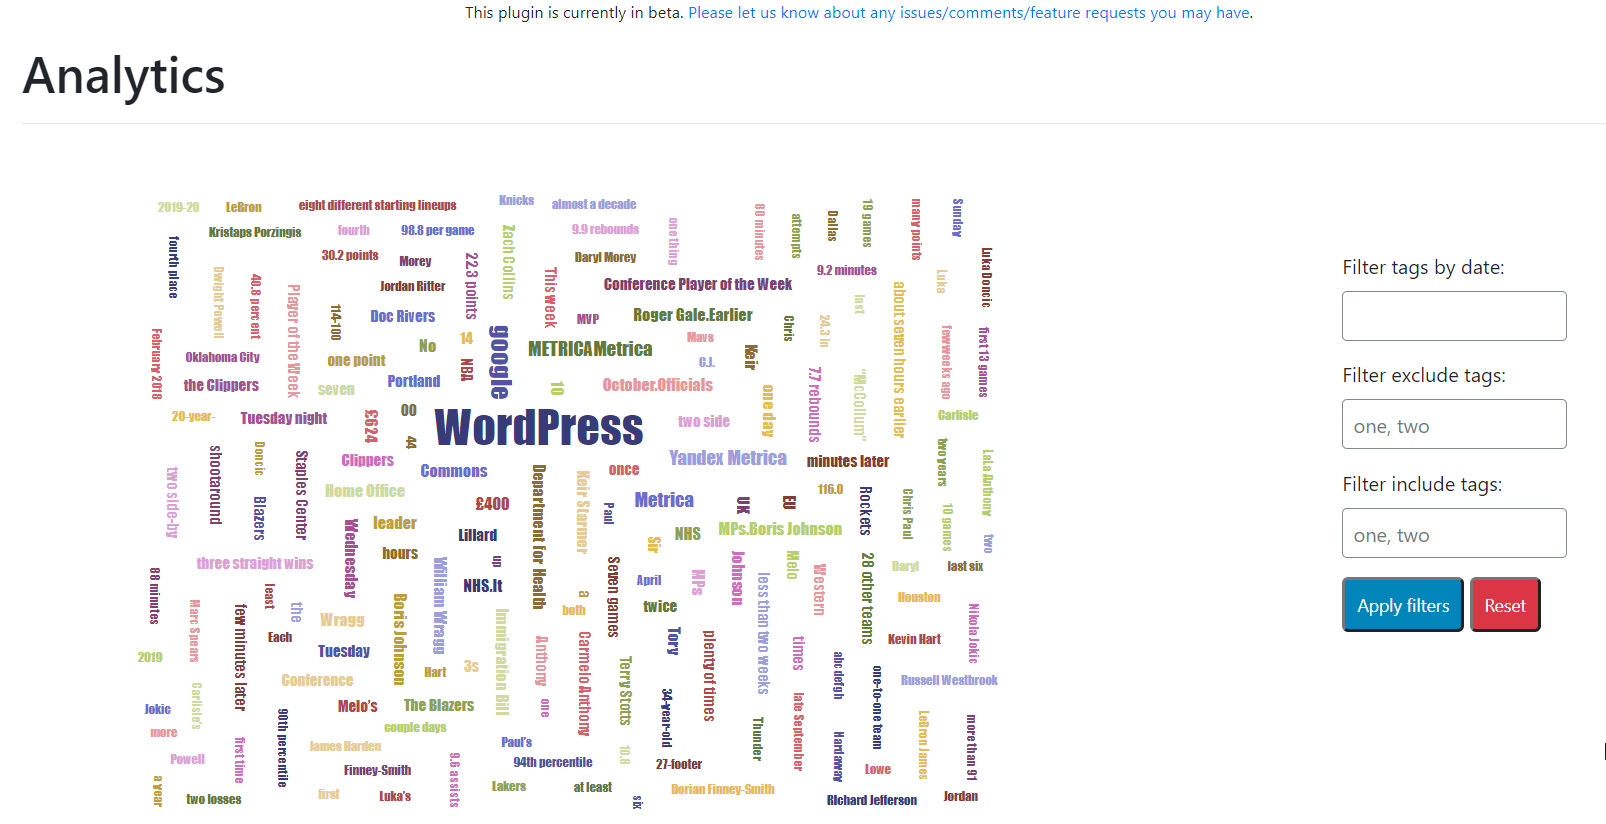 This plugin is currently in beta. Please let us know about any issues/comments/feature requests you may have.
Analytics
2019-20
LeBron
eight different starting lineups
Knicks
almost a decade
80 minutes
attempts
Dallas
19 games
many points
Sunday
Kristaps Porzingis
fourth
98.8 per game
Zach Collins
9.9 rebounds
one thing
fourth place
30.2 points
Morey
22.3 points
Daryl Morey
9.2 minutes
Luka
Luka Doncic
Dwight Powell
40.8 percent
Player of the Week
Jordan Ritter
This week
Conference Player of the Week
last
about seven hours earlier
114-100
Doc Rivers
MVP
Roger Gale.Earlier
Chris
24.3 in
few weeks ago
first 13 games
February 2018
No
14
google
METRICAMetrica
Mavs
Keir
Oklahoma City
one point
NBA
C.J.
7.7 rebounds
"McCollum"
the Clippers
seven
Portland
10
October.Officials
one day
20-year-
Tuesday night
£624
00
44
WordPress
two side
Carlisle
two side-by
shootaround
Doncic
Staples Center
Clippers
Commons
Department for Health
Keir Starmer
once
Yandex Metrica
minutes later
two years
LaLa Anthony
Home Office
£400
Paul
Metrica
UK
EU
116.0
Rockets
Chris Paul
10 games
Blazers
Wednesday
leader
Lillard
Sir
NHS
MPs.Boris Johnson
two
three straight wins
hours
William Wragg
up
Seven games
Johnson
Melo
28 other teams
Daryl
last six
88 minutes
least
NHS.It
a
April
MPs
less than two weeks
Western
Houston
Marc Spears
few minutes later
the
Wragg
Boris Johnson
Immigration Bill
both
twice
Nikola Jokic
Each
Tuesday
Anthony
Carmelo Anthony
Tory
plenty of times
times
Kevin Hart
2019
Conference
Hart
3s
Terry Stotts
abcdefgh
one-to-one team
Russell Westbrook
Carlisle's
Jokic
90th percentile
Melo's
The Blazers
one
34-year-old
late September
LeBron James
more than 91
more
first time
couple days
Thunder
Hardaway
James Harden
Paul's
10.6
Powell
Finney-Smith
9.6 assists
94th percentile
27-footer
Lowe
a year
two losses
first
Luka's
Lakers
at least
six
Dorian Finney-Smith
RIchard Jefferson
Jordan
Filter tags by date:
Filter exclude tags:
one, two
Filter include tags:
one, two
Apply filters
Reset